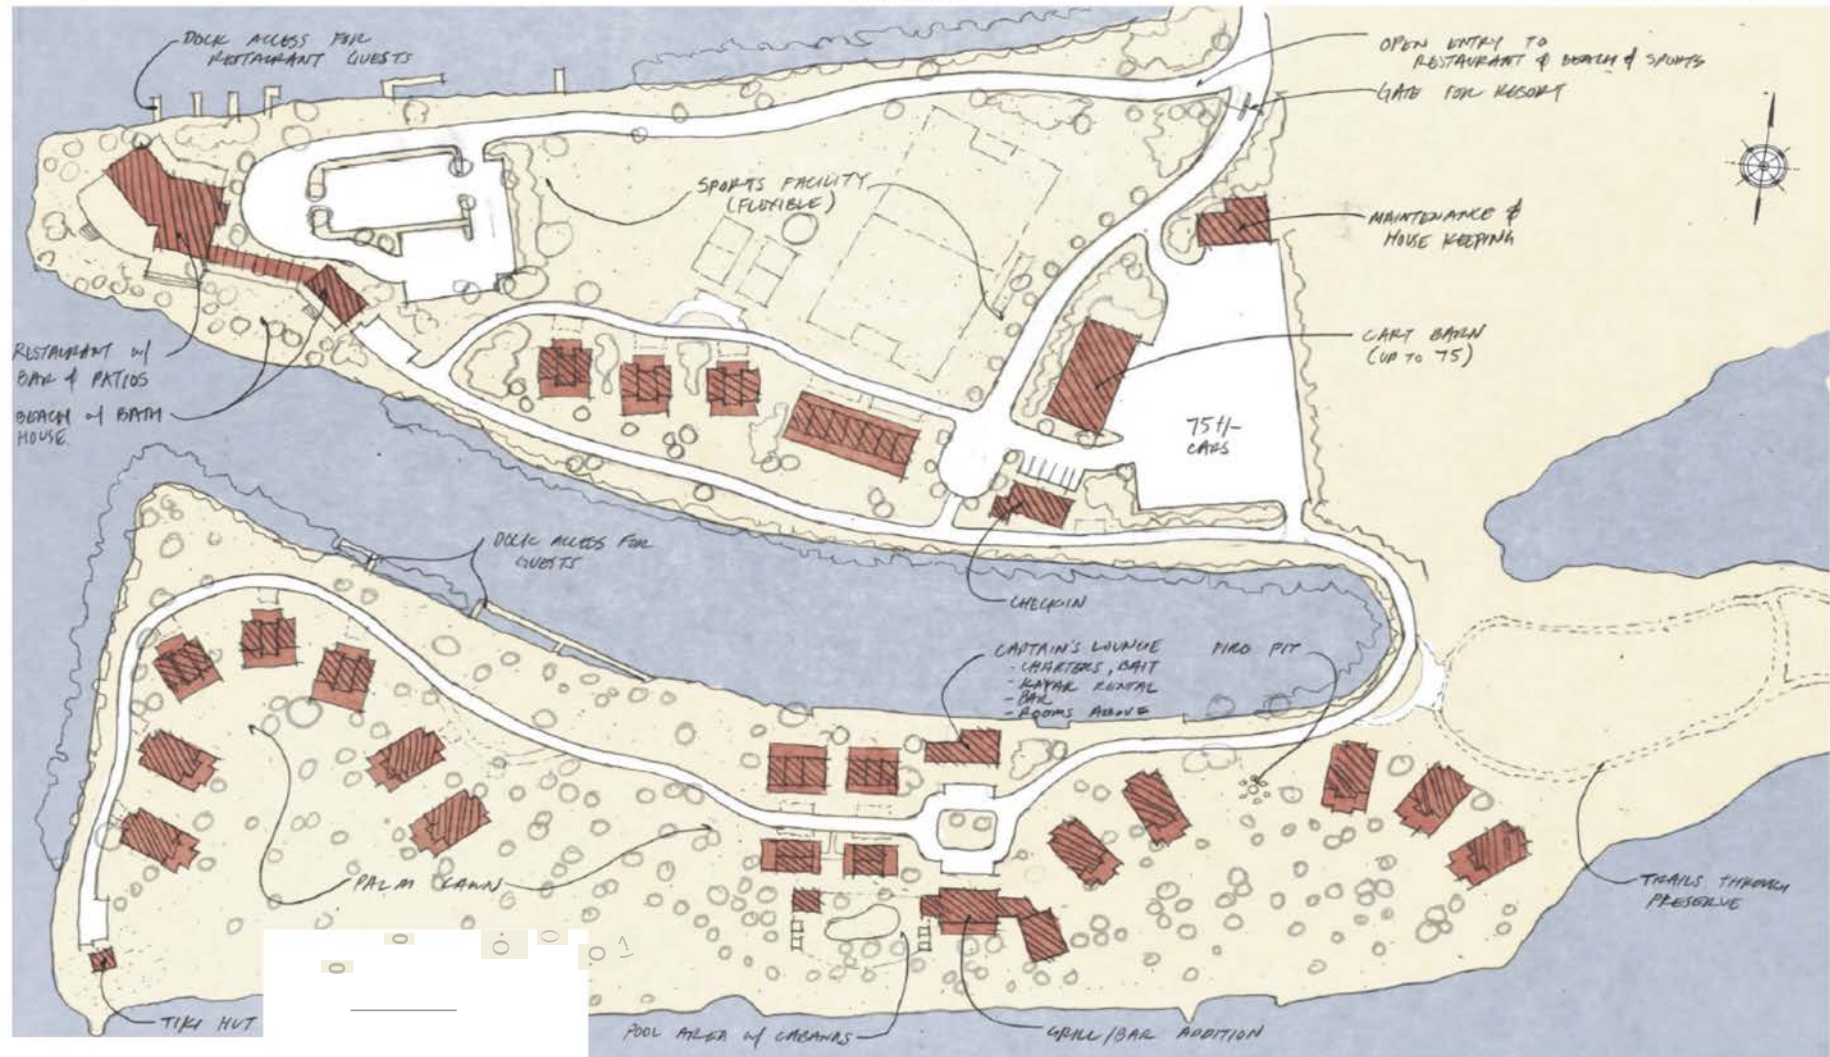 DOCK ACCESS FOR
RESTAURANT GUESTS
OPEN ENTRY TO
RESTAURANT & BEACH & SPORTS
GATE FOR RESORT
SPORTS FACILITY
(FLEXIBLE)
MAINTENANCE &
HOUSE KEEPING
CART BARN
(UP TO 75)
RESTAURANT w/
BAR & PATIOS
BEACH w/ BATH
HOUSE
75+/-
CARS
DOCK ACCESS FOR
GUESTS
CHECKIN
CAPTAIN'S LOUNGE
- CHARTERS, BAIT
- KAYAK RENTAL
- BAR
- ROOMS ABOVE
FIRE PIT
PALM LAWN
TRAILS THROUGH
PRESERVE
TIKI HUT
POOL AREA w/ CABANAS
GRILL/BAR ADDITION